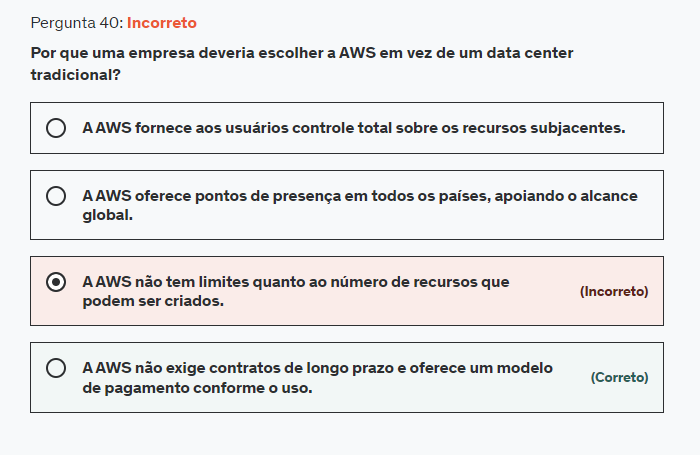 Pergunta 40: Incorreto
Por que uma empresa deveria escolher a AWS em vez de um data center
tradicional?
A AWS fornece aos usuários controle total sobre os recursos subjacentes.
A AWS oferece pontos de presença em todos os países, apoiando o alcance
global.
A AWS não tem limites quanto ao número de recursos que
podem ser criados.
(Incorreto)
A AWS não exige contratos de longo prazo e oferece um modelo
de pagamento conforme o uso.
(Correto)